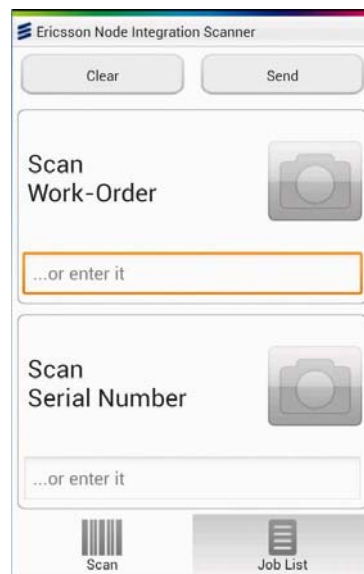 Ericsson Node Integration Scanner
Clear
Send
Scan
Work-Order
...or enter it
Scan
Serial Number
...or enter it
Scan
Job List